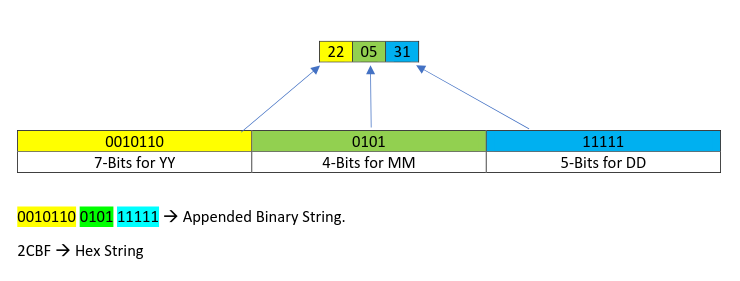 22 05 31
0010110 0101 11111
7-Bits for YY 4-Bits for MM 5-Bits for DD
0010110 0101 11111 → Appended Binary String.
2CBF → Hex String